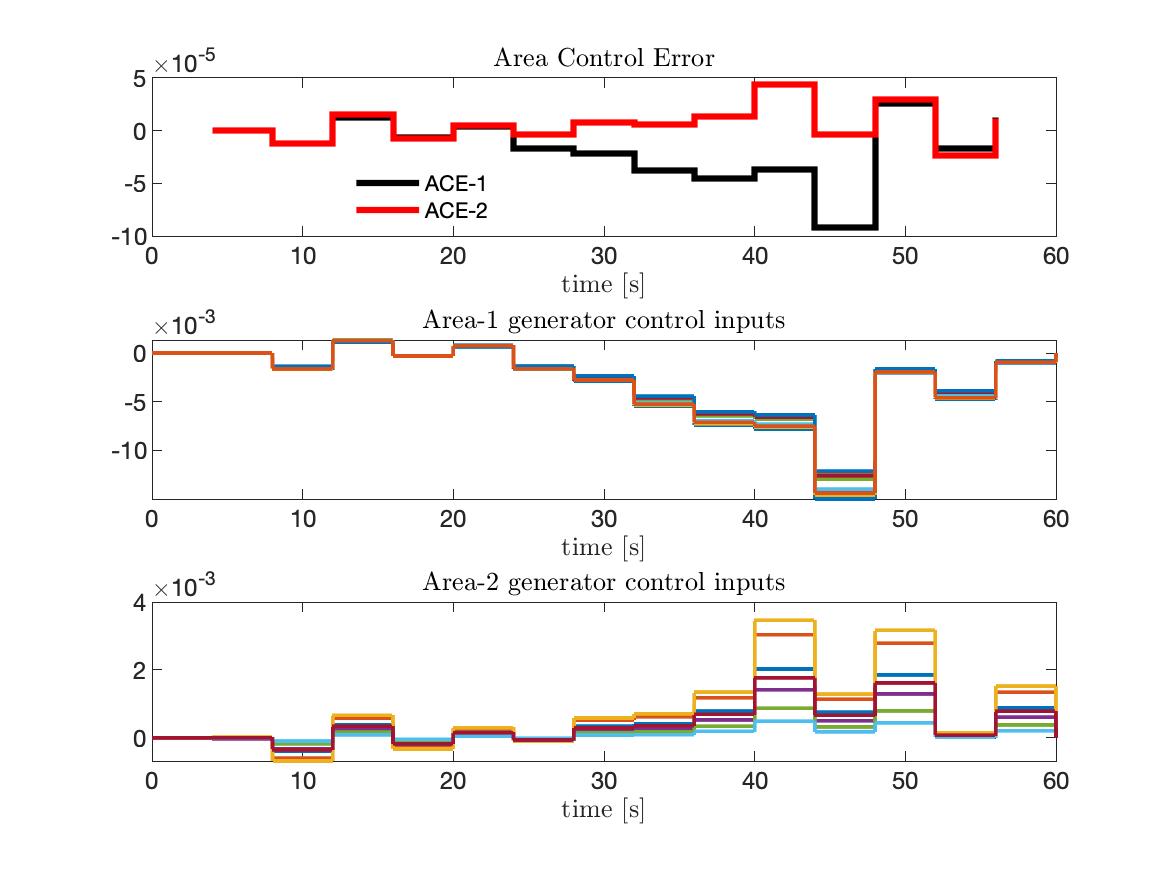 Area Control Error
×10-5
5
0
-5
-10
ACE-1
ACE-2
0 10 20 30 40 50 60
time [s]
Area-1 generator control inputs
×10-3
0
-5
-10
0 10 20 30 40 50 60
time [s]
Area-2 generator control inputs
×10-3
4
2
0
0 10 20 30 40 50 60
time [s]